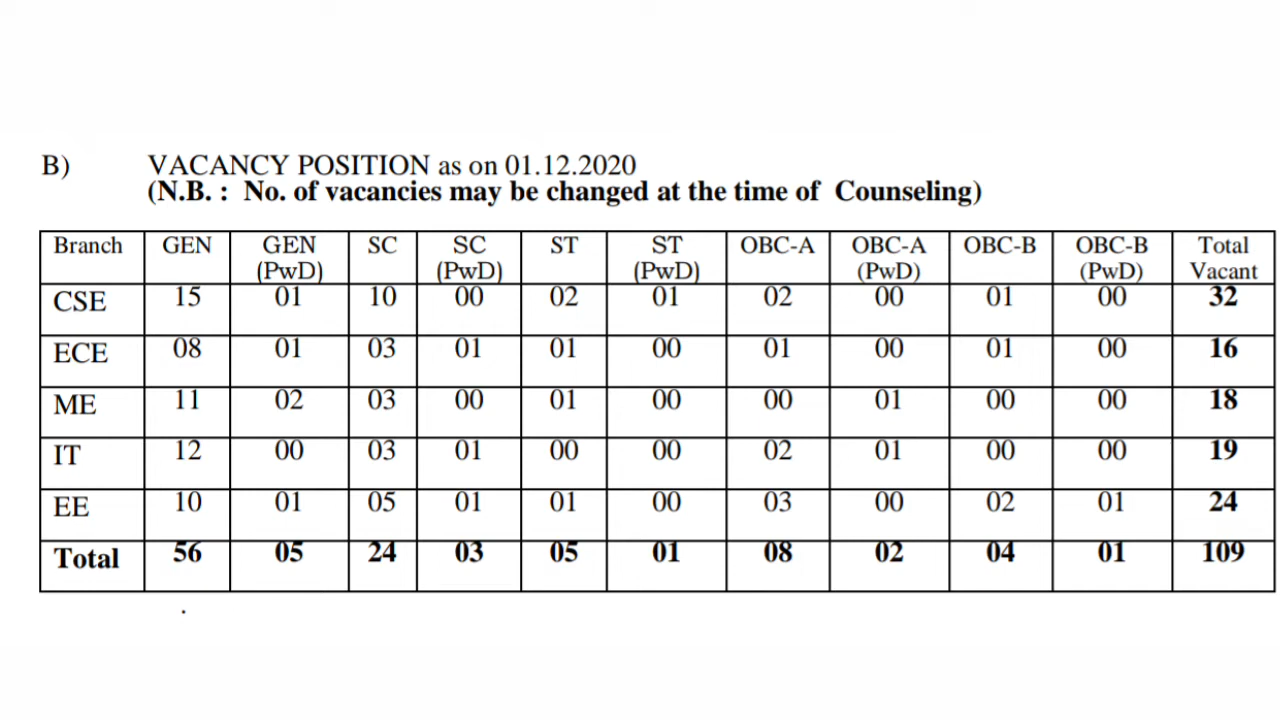 B) VACANCY POSITION as on 01.12.2020
(N.B. : No. of vacancies may be changed at the time of Counseling)
Branch GEN GEN (PwD) SC SC (PwD) ST ST (PwD) OBC-A OBC-A (PwD) OBC-B OBC-B (PwD) Total Vacant
CSE 15 01 10 00 02 01 02 00 01 00 32
ECE 08 01 03 01 01 00 01 00 01 00 16
ME 11 02 03 00 01 00 00 01 00 00 18
IT 12 00 03 01 00 00 02 01 00 00 19
EE 10 01 05 01 01 00 03 00 02 01 24
Total 56 05 24 03 05 01 08 02 04 01 109